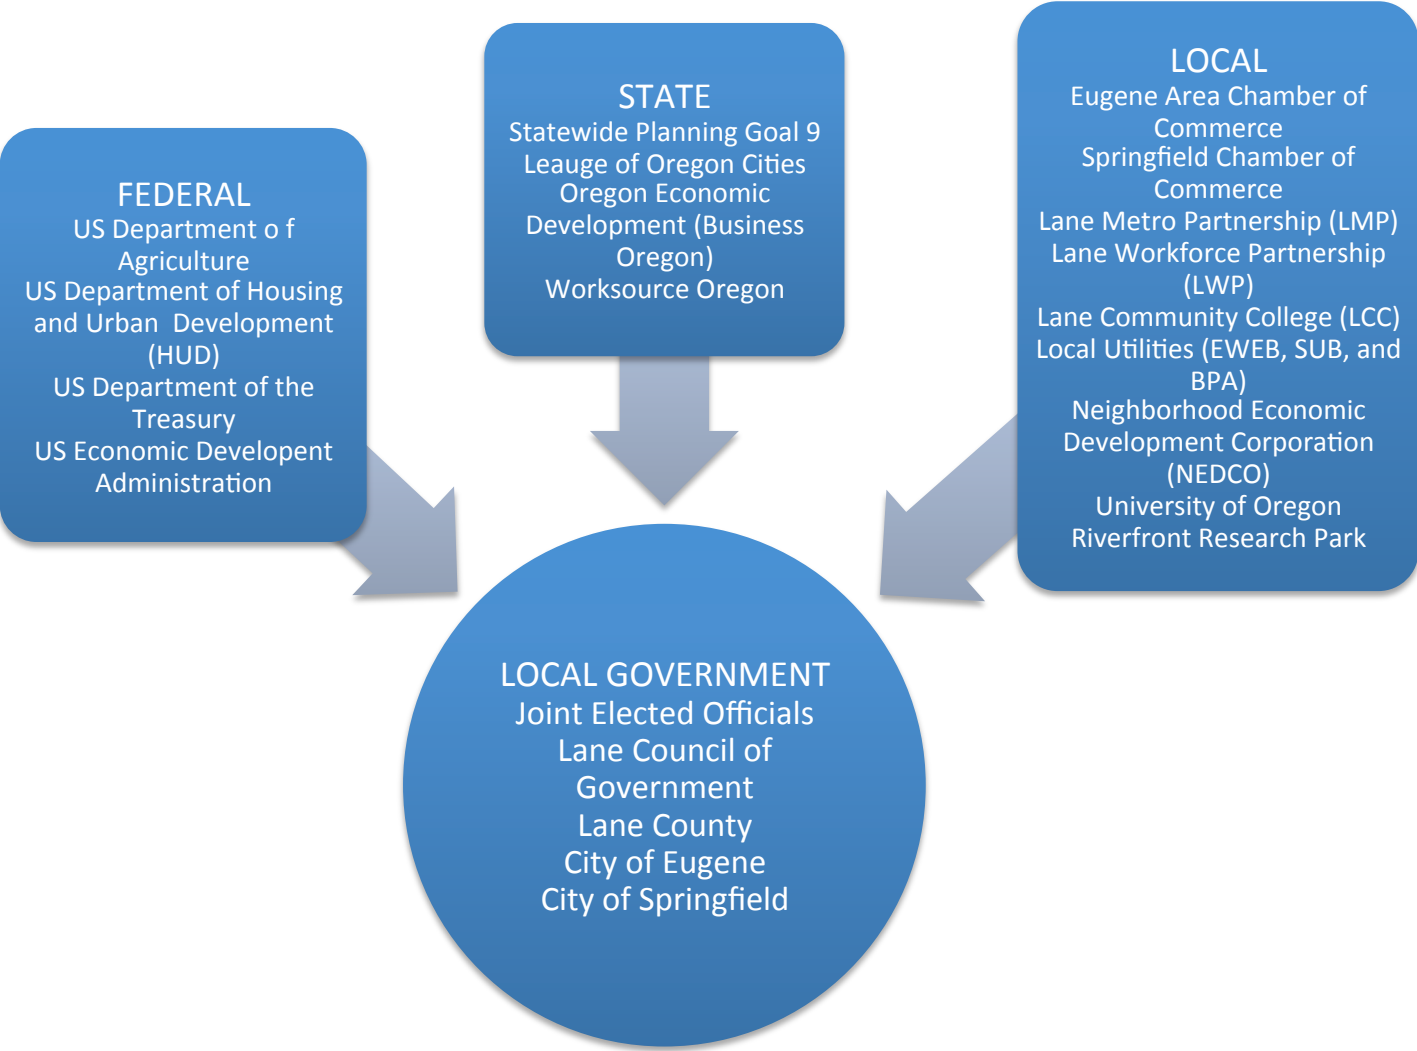 FEDERAL
US Department o f
Agriculture
US Department of Housing
and Urban  Development
(HUD)
US Department of the
Treasury
US Economic Developent
Administration
STATE
Statewide Planning Goal 9
Leauge of Oregon Cities
Oregon Economic
Development (Business
Oregon)
Worksource Oregon
LOCAL
Eugene Area Chamber of
Commerce
Springfield Chamber of
Commerce
Lane Metro Partnership (LMP)
Lane Workforce Partnership
(LWP)
Lane Community College (LCC)
Local Utilities (EWEB, SUB, and
BPA)
Neighborhood Economic
Development Corporation
(NEDCO)
University of Oregon
Riverfront Research Park
LOCAL GOVERNMENT
Joint Elected Officials
Lane Council of
Government
Lane County
City of Eugene
City of Springfield